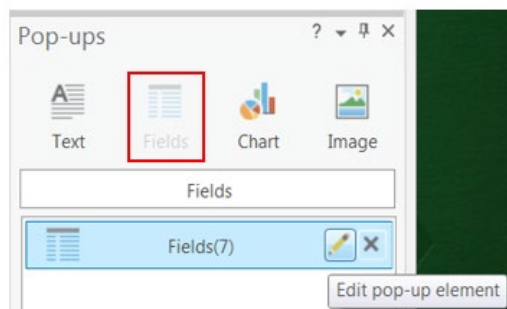 Pop-ups ?
Text Fields Chart Image
Fields
Fields(7)
Edit pop-up element